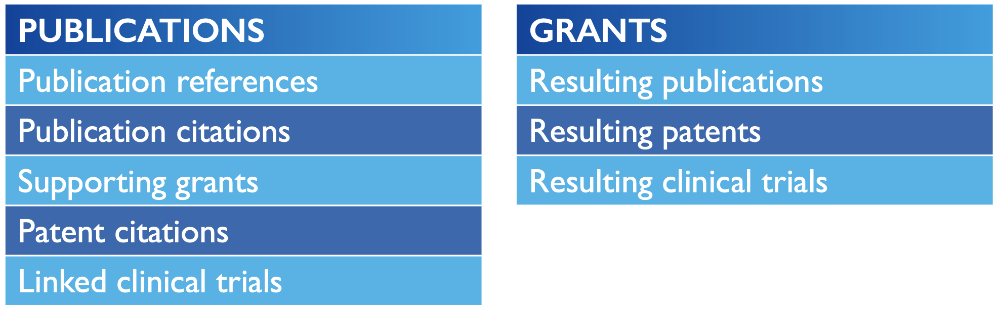 PUBLICATIONS
Publication references
Publication citations
Supporting grants
Patent citations
Linked clinical trials
GRANTS
Resulting publications
Resulting patents
Resulting clinical trials